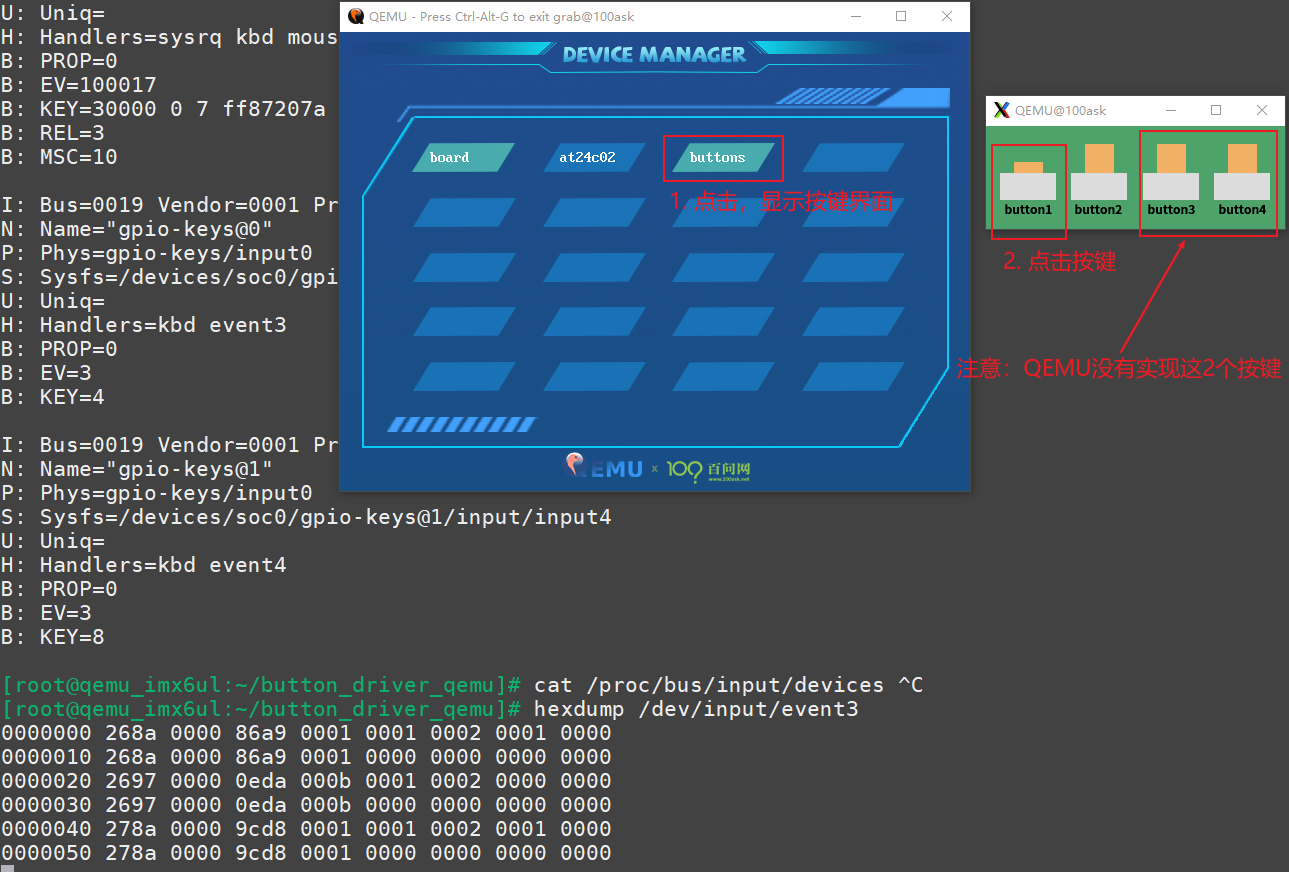 U: Uniq=
H: Handlers=sysrq kbd mous
B: PROP=0
B: EV=100017
B: KEY=30000 0 7 ff87207a
B: REL=3
B: MSC=10
I: Bus=0019 Vendor=0001 Pr
N: Name="gpio-keys@0"
P: Phys=gpio-keys/input0
S: Sysfs=/devices/soc0/gpi
U: Uniq=
H: Handlers=kbd event3
B: PROP=0
B: EV=3
B: KEY=4
I: Bus=0019 Vendor=0001 Pr
N: Name="gpio-keys@1"
P: Phys=gpio-keys/input0
S: Sysfs=/devices/soc0/gpio-keys@1/input/input4
U: Uniq=
H: Handlers=kbd event4
B: PROP=0
B: EV=3
B: KEY=8
[root@qemu_imx6ul:~/button_driver_qemu]# cat /proc/bus/input/devices ^C
[root@qemu_imx6ul:~/button_driver_qemu]# hexdump /dev/input/event3
0000000 268a 0000 86a9 0001 0001 0002 0001 0000
0000010 268a 0000 86a9 0001 0000 0000 0000 0000
0000020 2697 0000 0eda 000b 0001 0002 0000 0000
0000030 2697 0000 0eda 000b 0000 0000 0000 0000
0000040 278a 0000 9cd8 0001 0001 0002 0001 0000
0000050 278a 0000 9cd8 0001 0000 0000 0000 0000
QEMU - Press Ctrl-Alt-G to exit grab@100ask
DEVICE MANAGER
board at24c02 buttons
1. 点击，显示按键界面
QEMU x 100 百问网
www.100ask.net
QEMU@100ask
button1 button2 button3 button4
2. 点击按键
注意：QEMU没有实现这2个按键